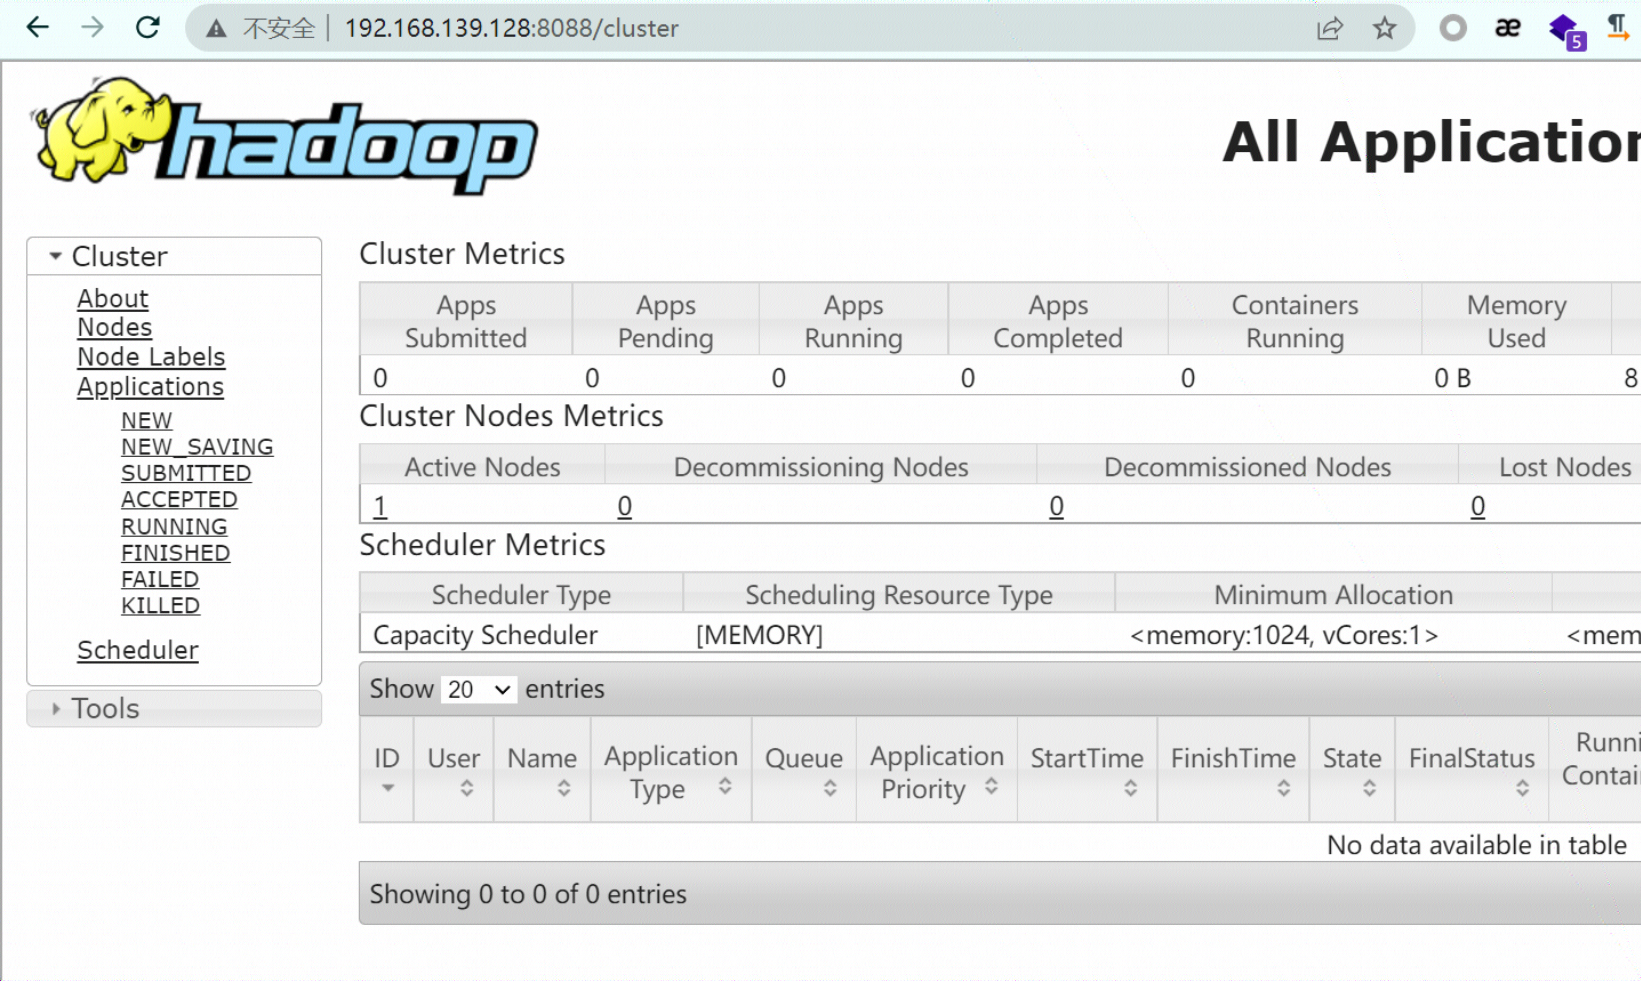 不安全 192.168.139.128:8088/cluster
æ
5
hadoop
All Application
Cluster
About
Nodes
Node Labels
Applications
NEW
NEW_SAVING
SUBMITTED
ACCEPTED
RUNNING
FINISHED
FAILED
KILLED
Scheduler
Tools
Cluster Metrics
Apps Submitted Apps Pending Apps Running Apps Completed Containers Running Memory Used
0 0 0 0 0 0 B 8
Cluster Nodes Metrics
Active Nodes Decommissioning Nodes Decommissioned Nodes Lost Nodes
1 0 0 0
Scheduler Metrics
Scheduler Type Scheduling Resource Type Minimum Allocation
Capacity Scheduler [MEMORY] <memory:1024, vCores:1> <mem
Show 20 entries
ID User Name Application Type Queue Application Priority StartTime FinishTime State FinalStatus Runni Contai
No data available in table
Showing 0 to 0 of 0 entries